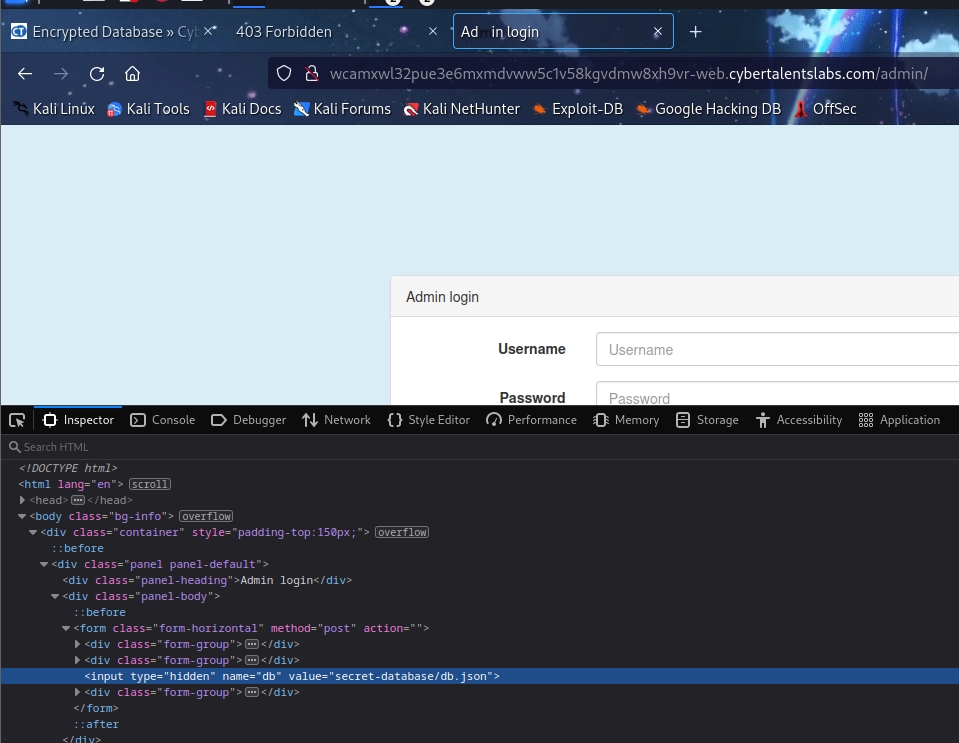 Encrypted Database » Cyb
403 Forbidden
Admin login
wcamxwl32pue3e6mxmdvww5c1v58kgvdmw8xh9vr-web.cybertalentslabs.com/admin/
Kali Linux Kali Tools Kali Docs Kali Forums Kali NetHunter Exploit-DB Google Hacking DB OffSec
Admin login
Username Username
Password Password
Inspector Console Debugger Network Style Editor Performance Memory Storage Accessibility Application
Search HTML
<!DOCTYPE html>
<html lang="en"> scroll
<head> ··· </head>
<body class="bg-info"> overflow
<div class="container" style="padding-top:150px;"> overflow
::before
<div class="panel panel-default">
<div class="panel-heading">Admin login</div>
<div class="panel-body">
::before
<form class="form-horizontal" method="post" action="">
<div class="form-group"> ··· </div>
<div class="form-group"> ··· </div>
<input type="hidden" name="db" value="secret-database/db.json">
<div class="form-group"> ··· </div>
</form>
::after
</div>